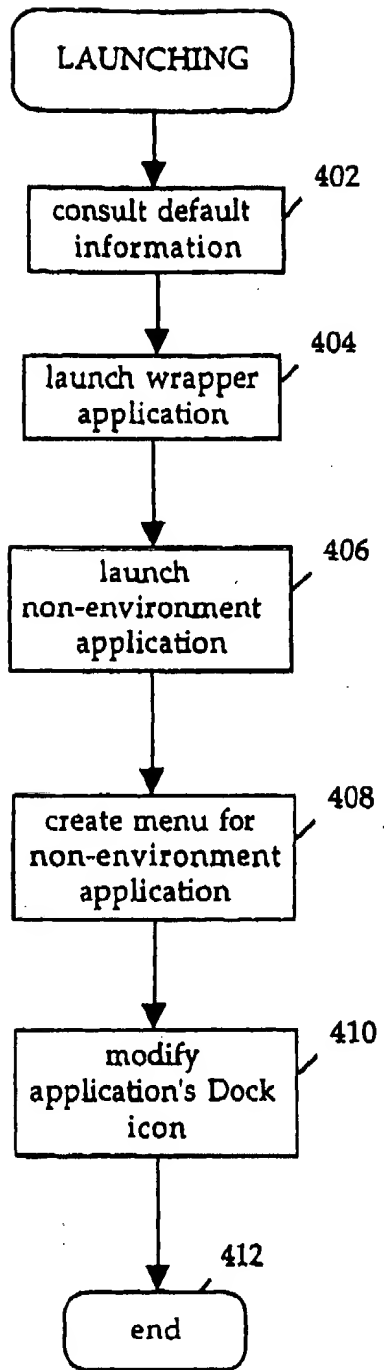 LAUNCHING
402
consult default
information
404
launch wrapper
application
406
launch
non-environment
application
408
create menu for
non-environment
application
410
modify
application's Dock
icon
412
end